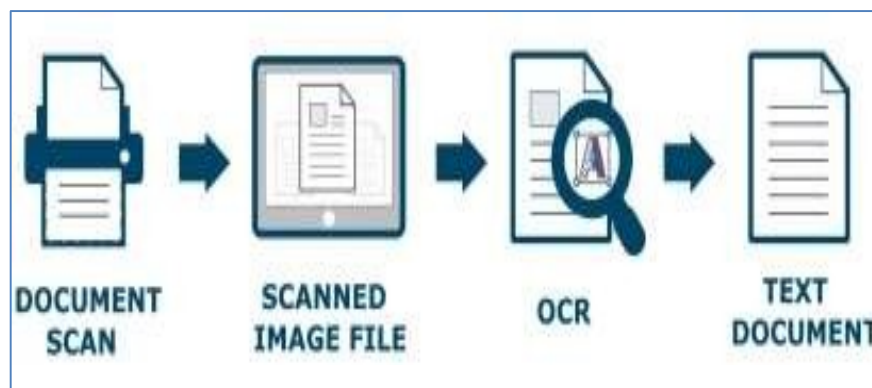 DOCUMENT
SCAN
SCANNED
IMAGE FILE
A
OCR
TEXT
DOCUMENT